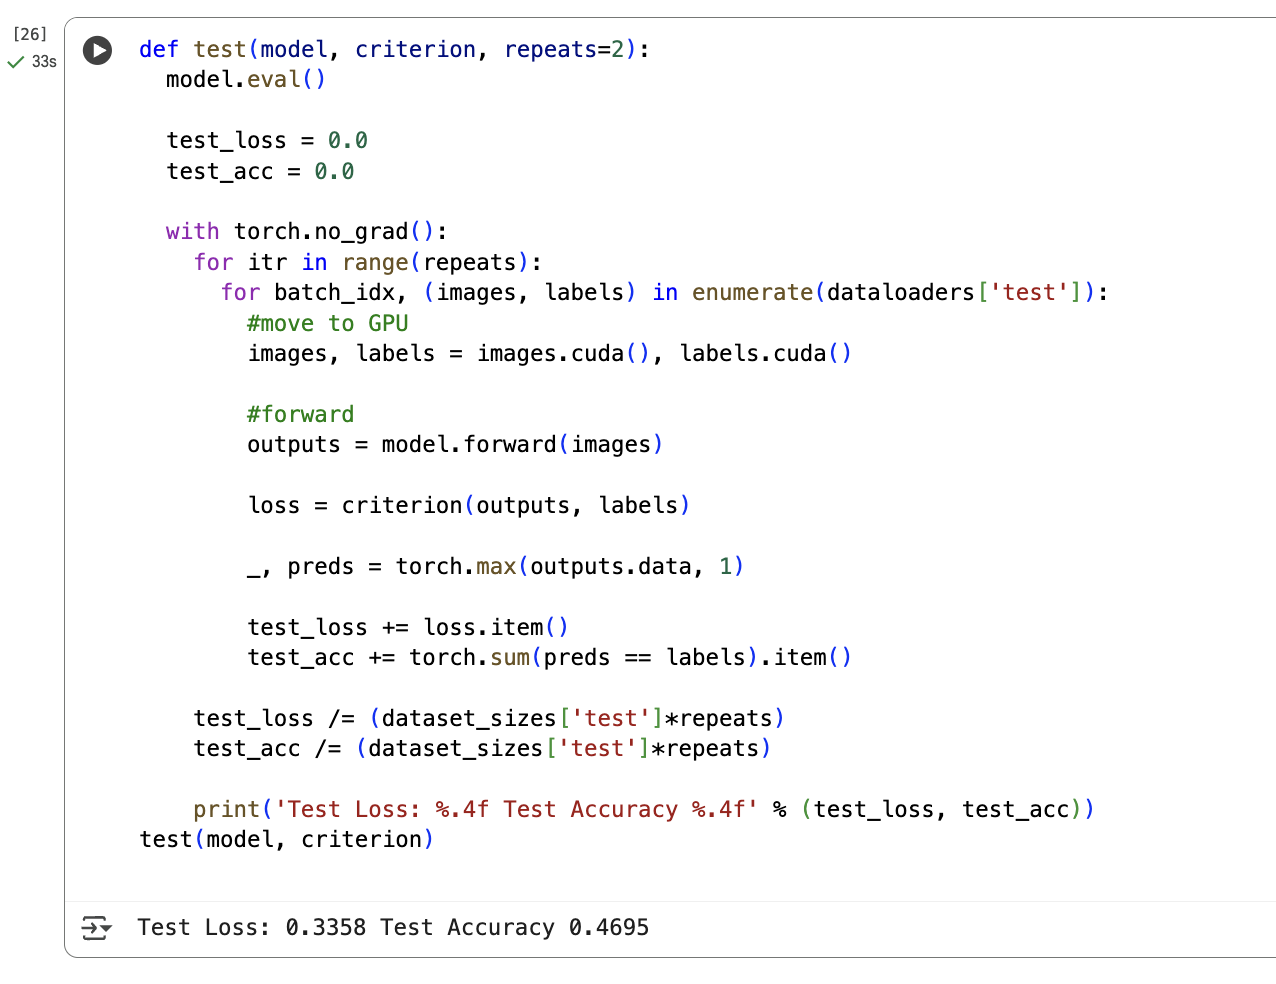 [26]
33s
def test(model, criterion, repeats=2):
  model.eval()

  test_loss = 0.0
  test_acc = 0.0

  with torch.no_grad():
    for itr in range(repeats):
      for batch_idx, (images, labels) in enumerate(dataloaders['test']):
        #move to GPU
        images, labels = images.cuda(), labels.cuda()

        #forward
        outputs = model.forward(images)

        loss = criterion(outputs, labels)

        _, preds = torch.max(outputs.data, 1)

        test_loss += loss.item()
        test_acc += torch.sum(preds == labels).item()

    test_loss /= (dataset_sizes['test']*repeats)
    test_acc /= (dataset_sizes['test']*repeats)

    print('Test Loss: %.4f Test Accuracy %.4f' % (test_loss, test_acc))
test(model, criterion)
Test Loss: 0.3358 Test Accuracy 0.4695